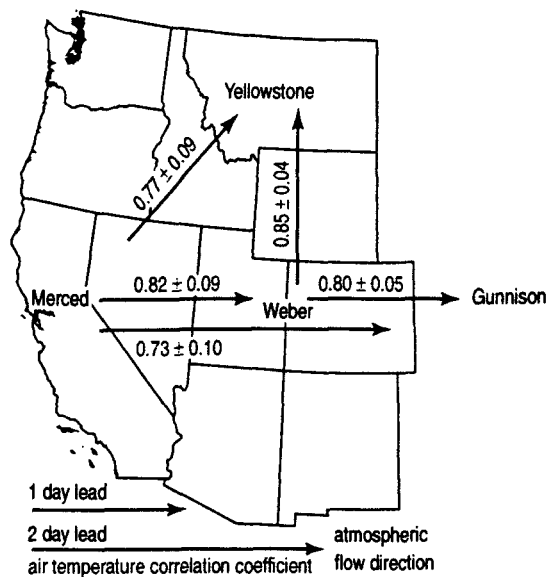 Yellowstone
0.77 ± 0.09
0.85 ± 0.04
0.82 ± 0.09
0.80 ± 0.05
Merced
Weber
Gunnison
0.73 ± 0.10
1 day lead
2 day lead
atmospheric
air temperature correlation coefficient
flow direction